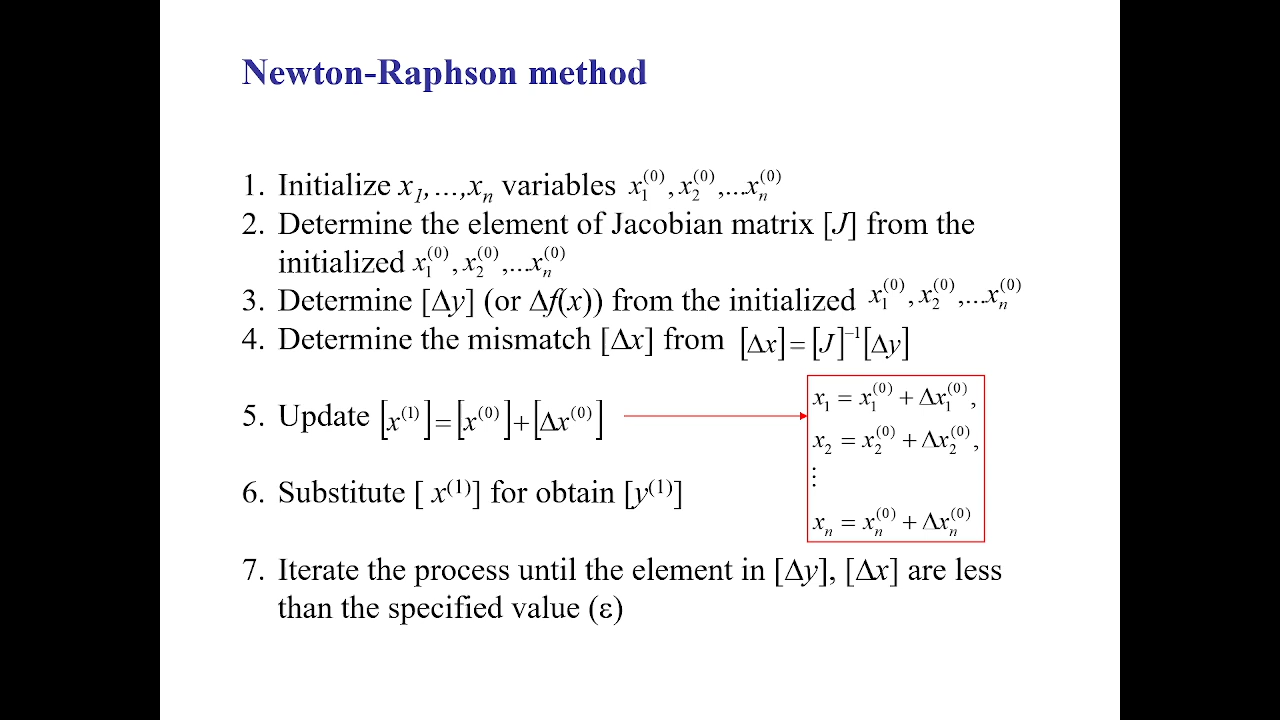 Newton-Raphson method
1. Initialize x₁,…,xₙ variables x₁⁽⁰⁾, x₂⁽⁰⁾,...xₙ⁽⁰⁾
2. Determine the element of Jacobian matrix [J] from the
initialized x₁⁽⁰⁾, x₂⁽⁰⁾,...xₙ⁽⁰⁾
3. Determine [Δy] (or Δf(x)) from the initialized x₁⁽⁰⁾, x₂⁽⁰⁾,...xₙ⁽⁰⁾
4. Determine the mismatch [Δx] from [Δx]=[J]⁻¹[Δy]
5. Update [x⁽¹⁾]=[x⁽⁰⁾]+[Δx⁽⁰⁾]
x₁ = x₁⁽⁰⁾ + Δx₁⁽⁰⁾,
x₂ = x₂⁽⁰⁾ + Δx₂⁽⁰⁾,
⋮
xₙ = xₙ⁽⁰⁾ + Δxₙ⁽⁰⁾
6. Substitute [ x⁽¹⁾] for obtain [y⁽¹⁾]
7. Iterate the process until the element in [Δy], [Δx] are less
than the specified value (ε)